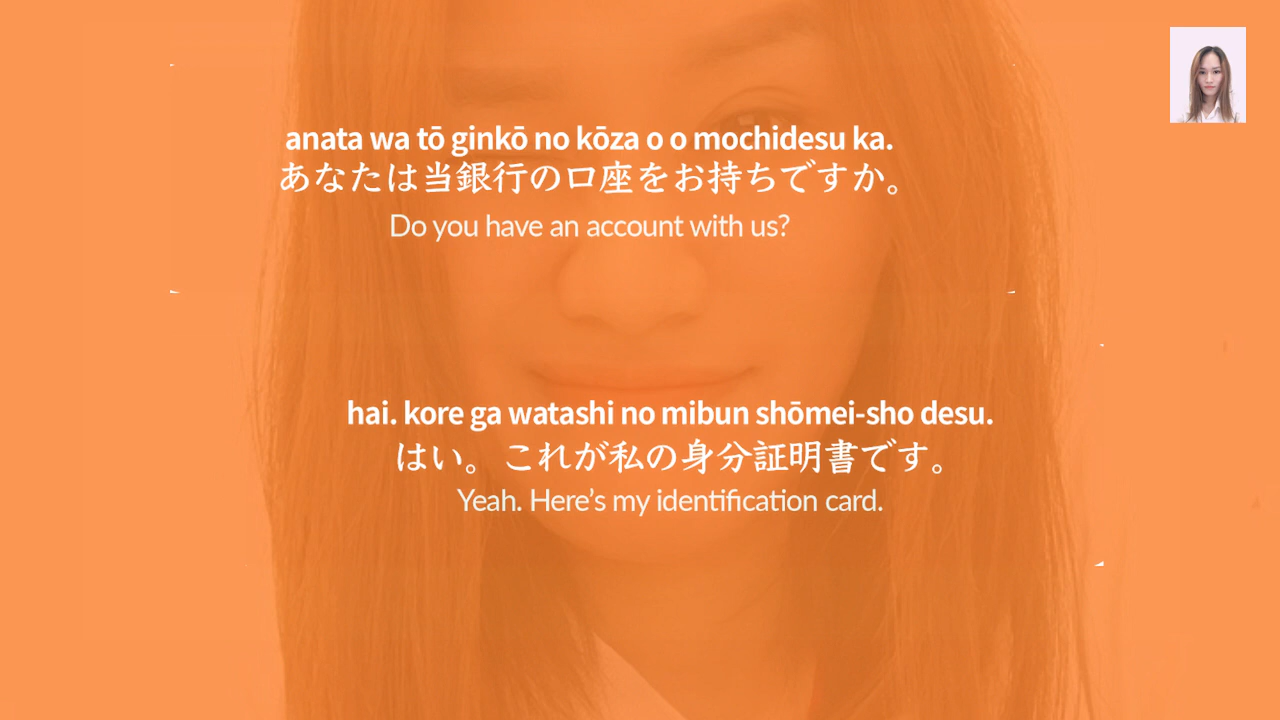 anata wa tō ginkō no kōza o o mochidesu ka.
あなたは当銀行の口座をお持ちですか。
Do you have an account with us?
hai. kore ga watashi no mibun shōmei-sho desu.
はい。これが私の身分証明書です。
Yeah. Here’s my identification card.